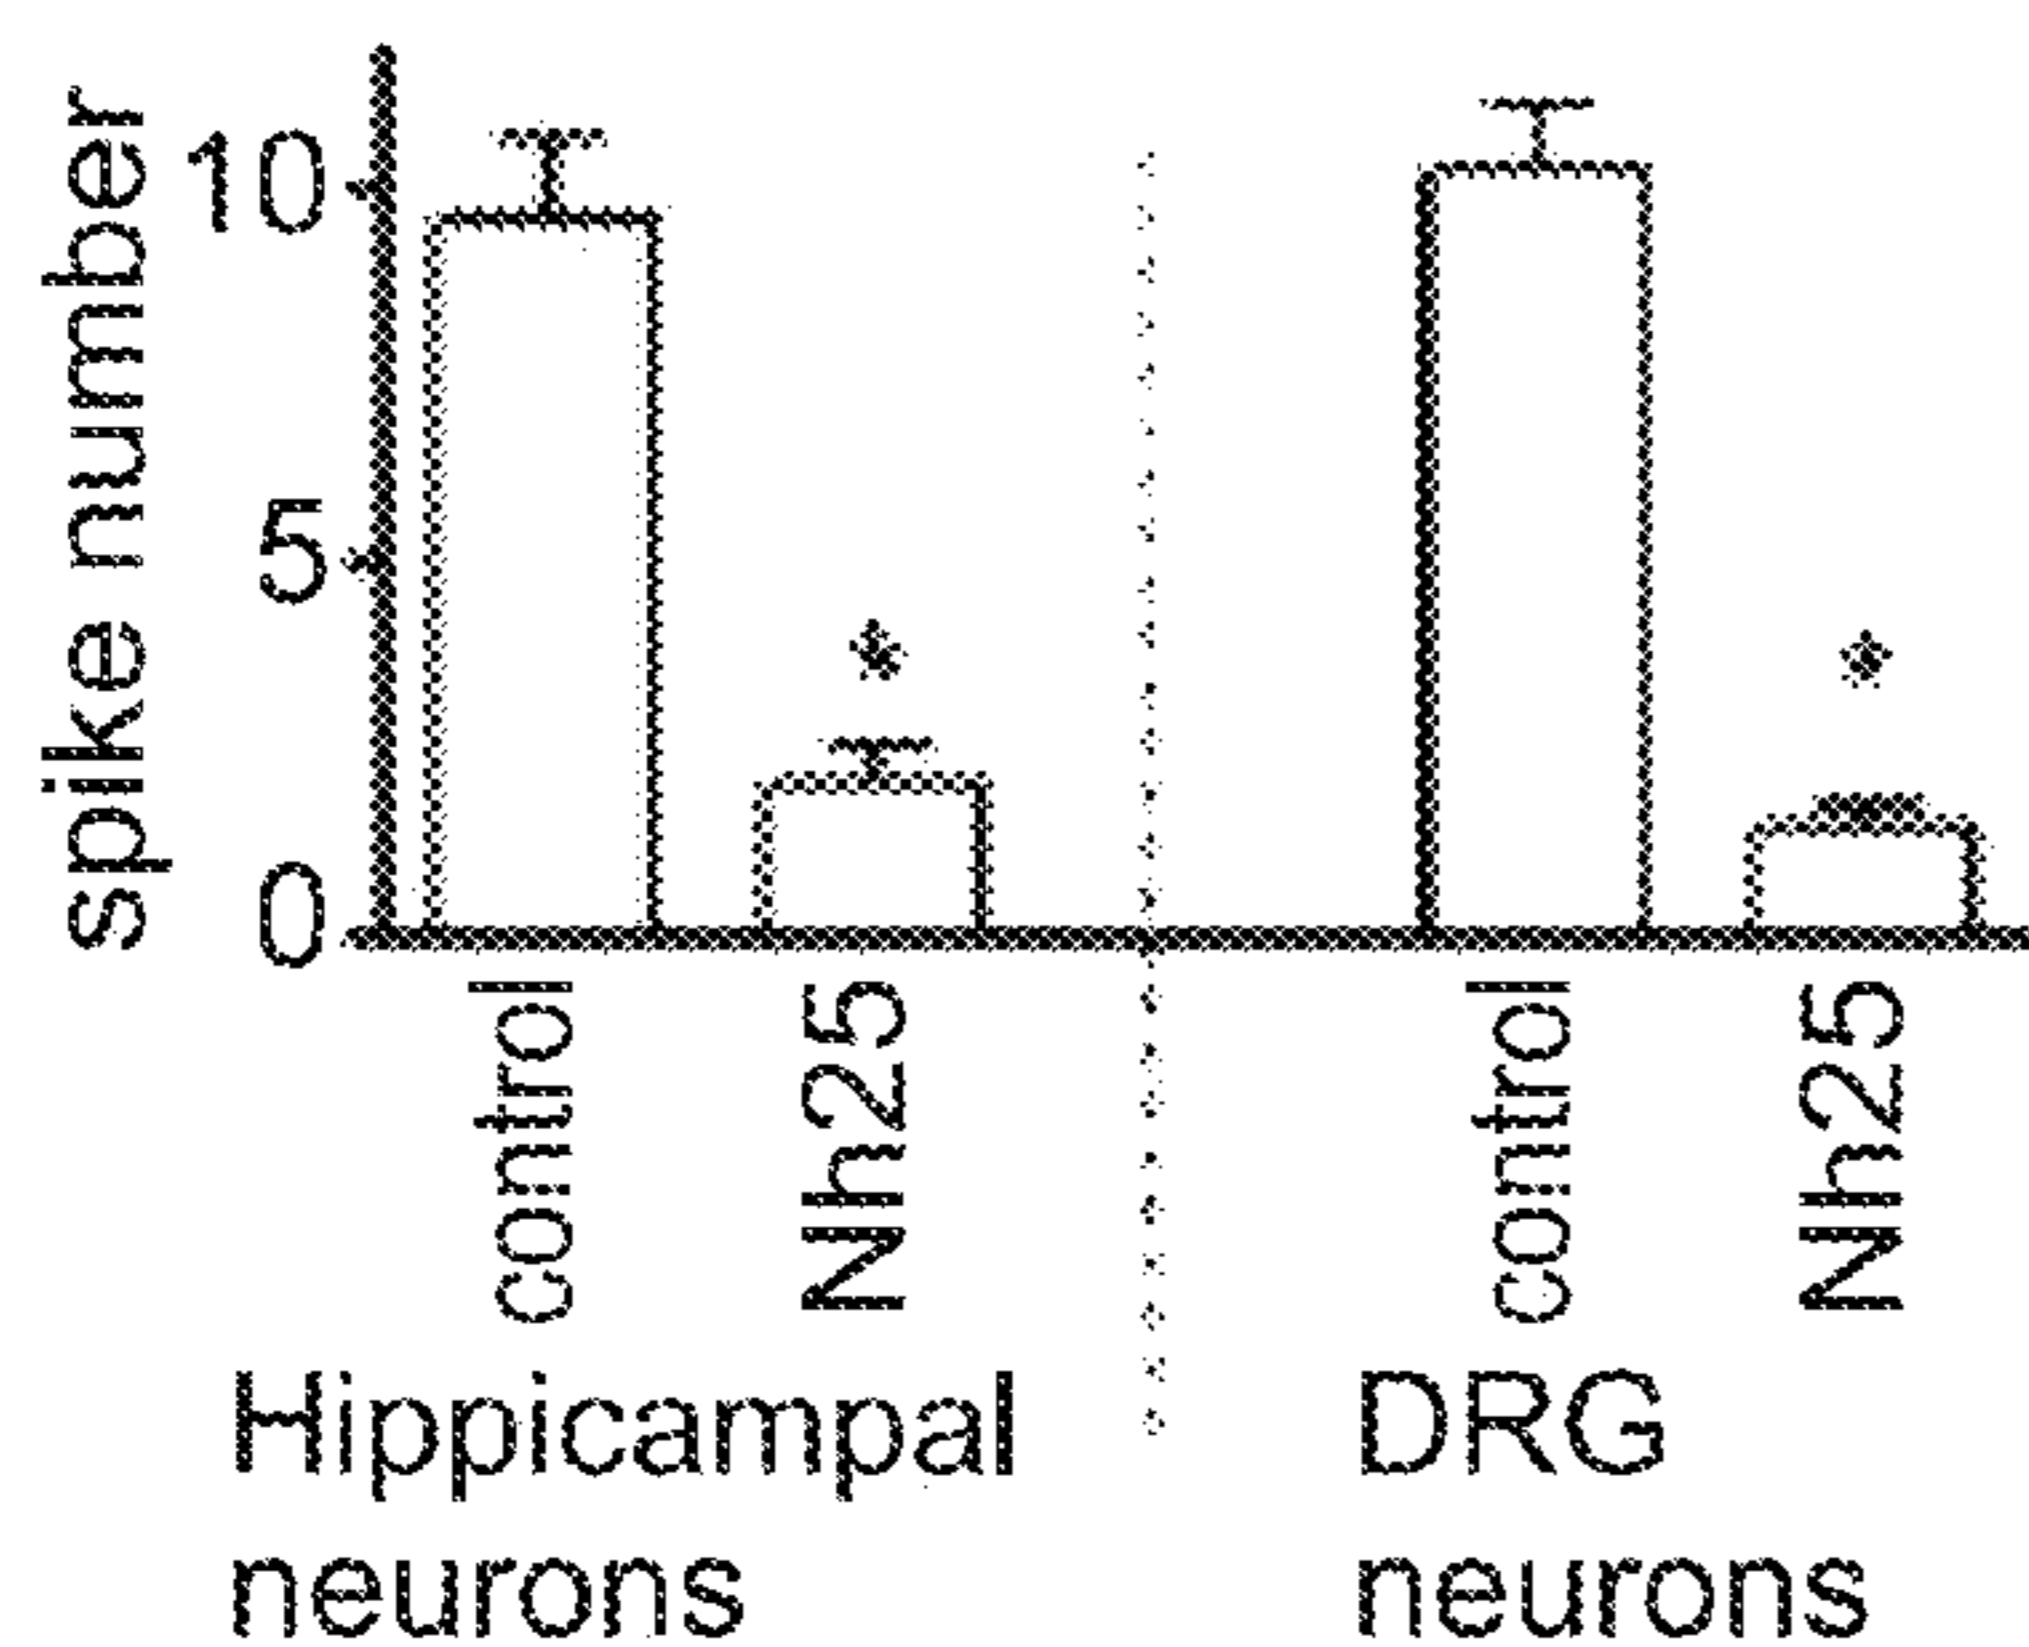 spike number
10
5
0
*
*
control
Nh25
control
Nh25
Hippicampal
neurons
DRG
neurons